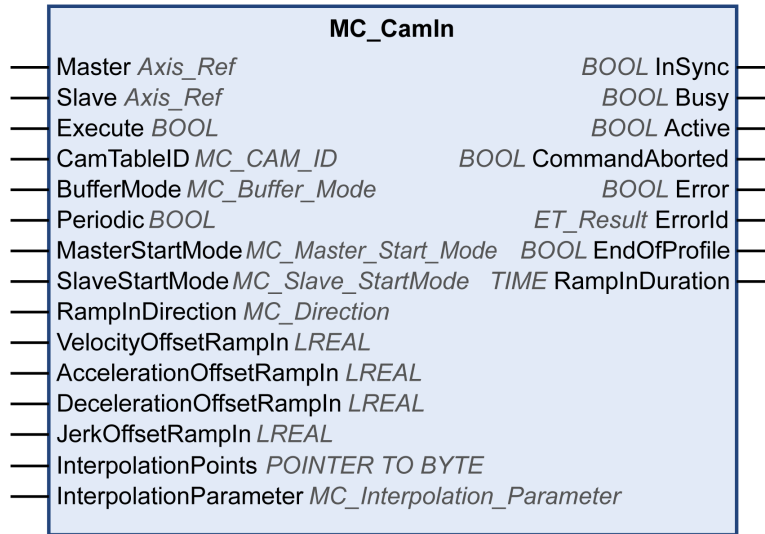 MC_CamIn
Master Axis_Ref BOOL InSync
Slave Axis_Ref BOOL Busy
Execute BOOL BOOL Active
CamTableID MC_CAM_ID BOOL CommandAborted
BufferMode MC_Buffer_Mode BOOL Error
Periodic BOOL ET_Result ErrorId
MasterStartMode MC_Master_Start_Mode BOOL EndOfProfile
SlaveStartMode MC_Slave_StartMode TIME RampInDuration
RampInDirection MC_Direction
VelocityOffsetRampIn LREAL
AccelerationOffsetRampIn LREAL
DecelerationOffsetRampIn LREAL
JerkOffsetRampIn LREAL
InterpolationPoints POINTER TO BYTE
InterpolationParameter MC_Interpolation_Parameter